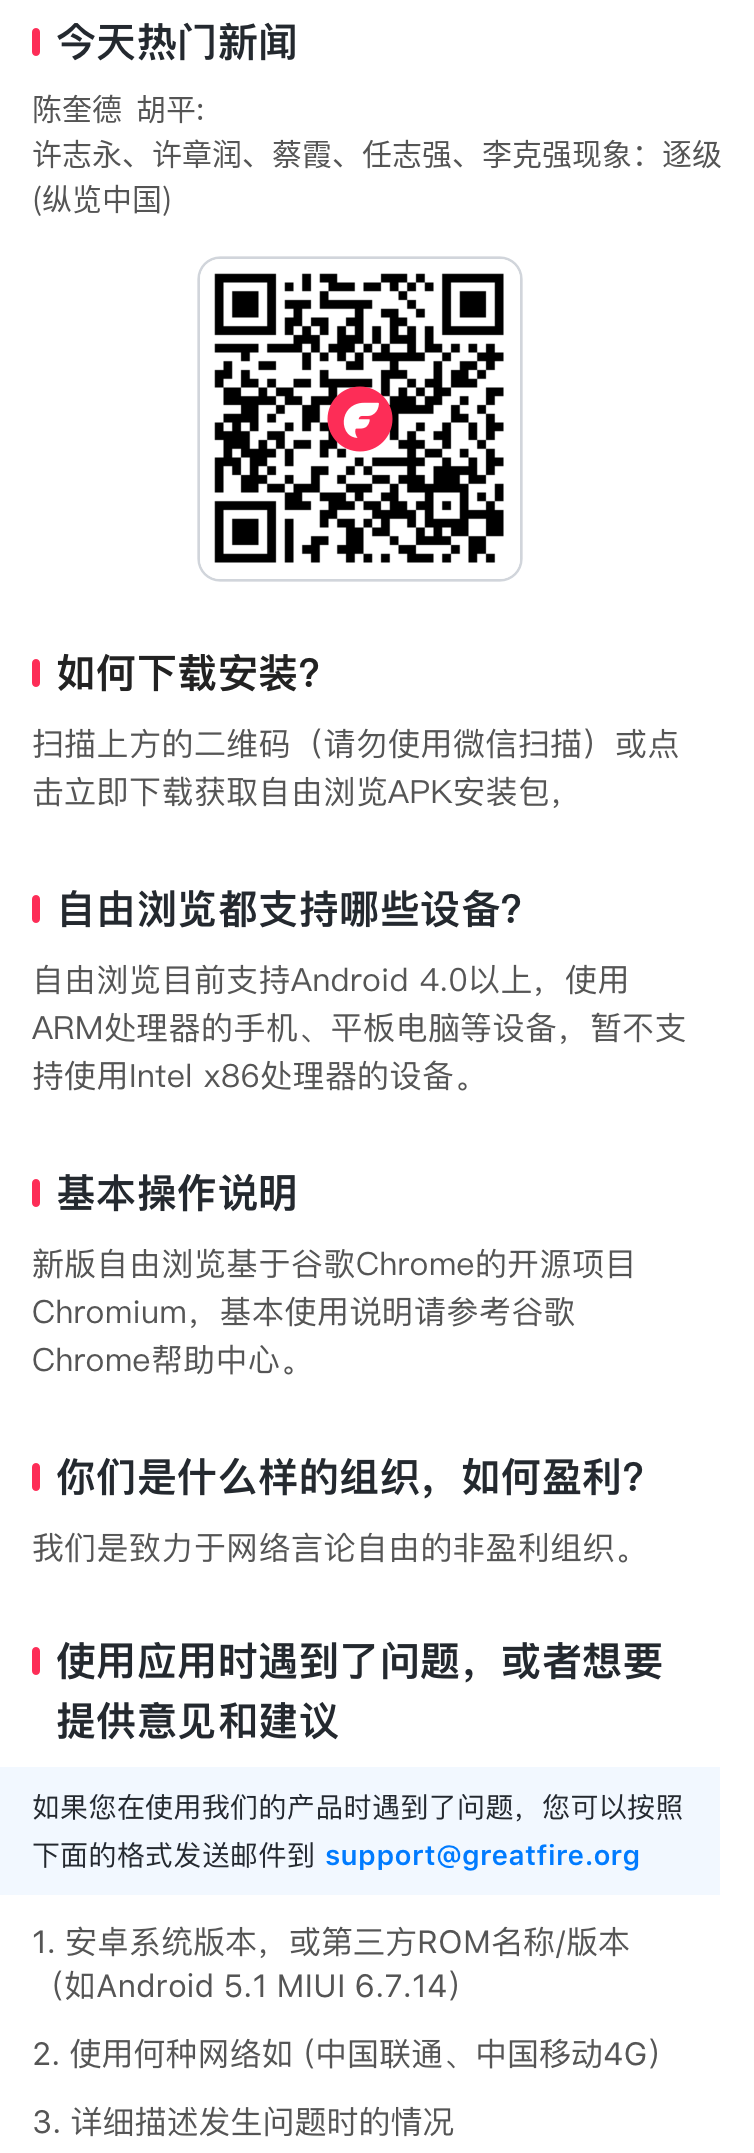 今天热门新闻
陈奎德 胡平:
许志永、许章润、蔡霞、任志强、李克强现象：逐级
(纵览中国)
如何下载安装?
扫描上方的二维码（请勿使用微信扫描）或点
击立即下载获取自由浏览APK安装包，
自由浏览都支持哪些设备?
自由浏览目前支持Android 4.0以上，使用
ARM处理器的手机、平板电脑等设备，暂不支
持使用Intel x86处理器的设备。
基本操作说明
新版自由浏览基于谷歌Chrome的开源项目
Chromium，基本使用说明请参考谷歌
Chrome帮助中心。
你们是什么样的组织，如何盈利?
我们是致力于网络言论自由的非盈利组织。
使用应用时遇到了问题，或者想要
提供意见和建议
如果您在使用我们的产品时遇到了问题，您可以按照
下面的格式发送邮件到 support@greatfire.org
1. 安卓系统版本，或第三方ROM名称/版本
（如Android 5.1 MIUI 6.7.14）
2. 使用何种网络如 (中国联通、中国移动4G）
3. 详细描述发生问题时的情况